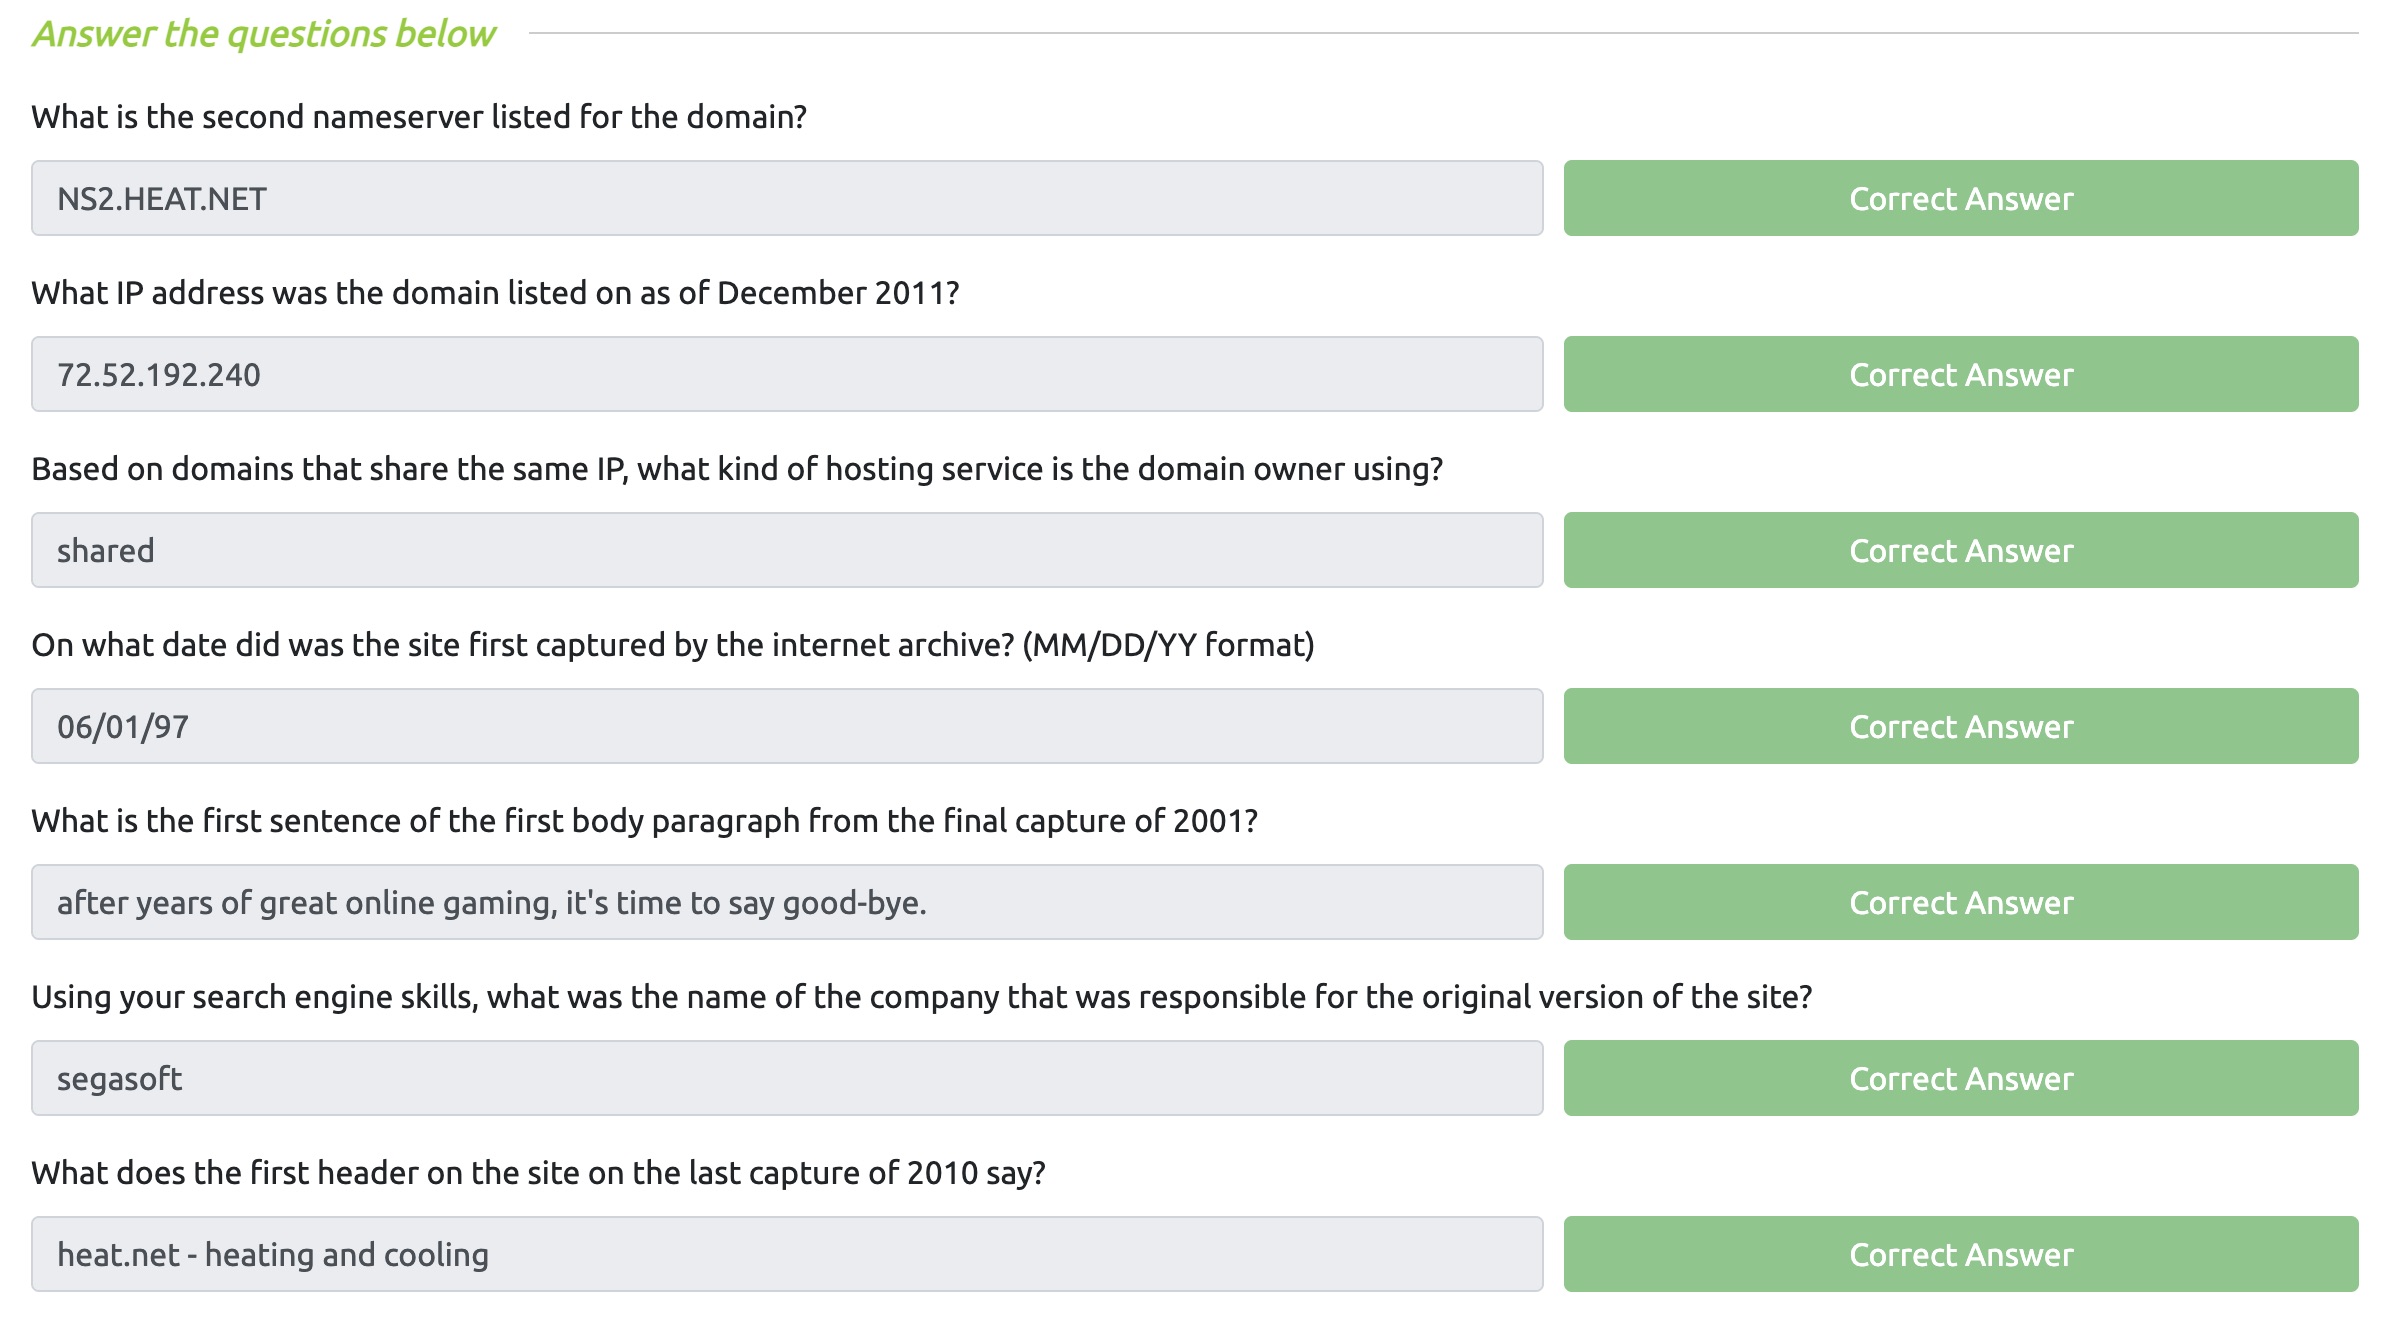 Answer the questions below
What is the second nameserver listed for the domain?
NS2.HEAT.NET
Correct Answer
What IP address was the domain listed on as of December 2011?
72.52.192.240
Correct Answer
Based on domains that share the same IP, what kind of hosting service is the domain owner using?
shared
Correct Answer
On what date did was the site first captured by the internet archive? (MM/DD/YY format)
06/01/97
Correct Answer
What is the first sentence of the first body paragraph from the final capture of 2001?
after years of great online gaming, it's time to say good-bye.
Correct Answer
Using your search engine skills, what was the name of the company that was responsible for the original version of the site?
segasoft
Correct Answer
What does the first header on the site on the last capture of 2010 say?
heat.net - heating and cooling
Correct Answer